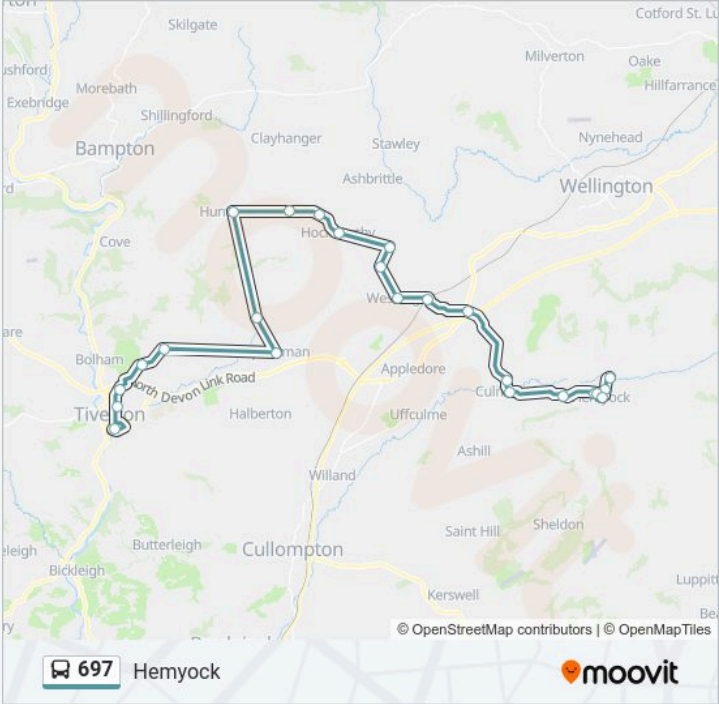 Cotford St. Lu
Skilgate
Milverton
Oake
Hillfarrance
Morebath
Exebridge
Shillingford
Clayhanger
Stawley
Nynehead
Bampton
Ashbrittle
Wellington
Cove
Bolham
North Devon Link Road
Tiverton
Halberton
Appledore
Uffculme
Ashill
Willand
Saint Hill
Sheldon
Butterleigh
Cullompton
Bickleigh
Kerswell
© OpenStreetMap contributors | © OpenMapTiles
697 Hemyock
moovit